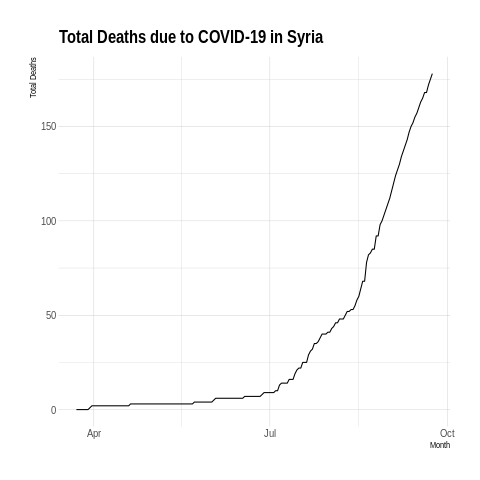 Total Deaths due to COVID-19 in Syria
Total Deaths
150
100
50
0
Apr
Jul
Oct
Month